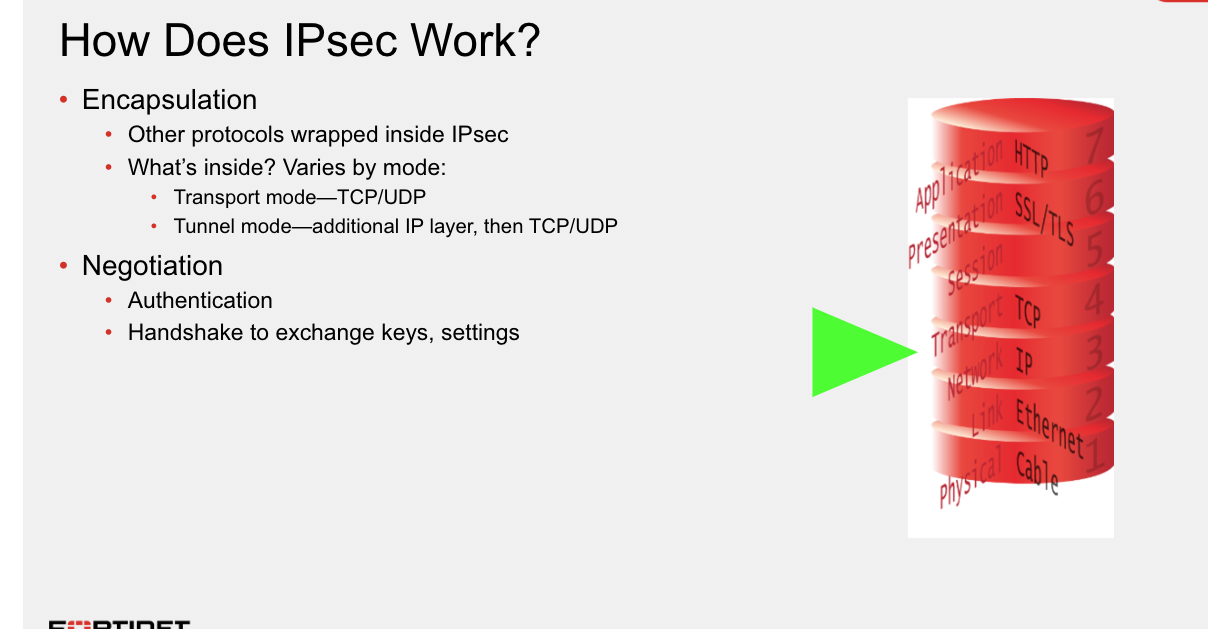 How Does IPsec Work?
• Encapsulation
• Other protocols wrapped inside IPsec
• What’s inside? Varies by mode:
• Transport mode—TCP/UDP
• Tunnel mode—additional IP layer, then TCP/UDP
• Negotiation
• Authentication
• Handshake to exchange keys, settings
Application HTTP 7
Presentation SSL/TLS 6
Session 5
Transport TCP 4
Network IP 3
Link Ethernet 2
Physical Cable 1
FORTINET